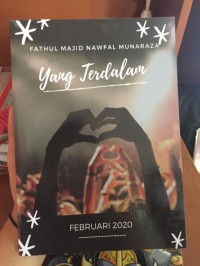 FATHUL MAJID NAWFAL MUNARAZA
Yang Terdalam
FEBRUARI 2020